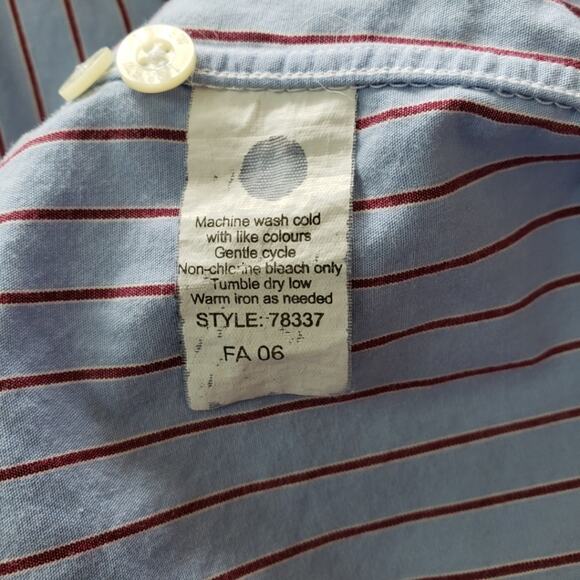 Machine wash cold
with like colours
Gentle cycle
Non-chlorine bleach only
Tumble dry low
Warm iron as needed
STYLE: 78337
FA 06